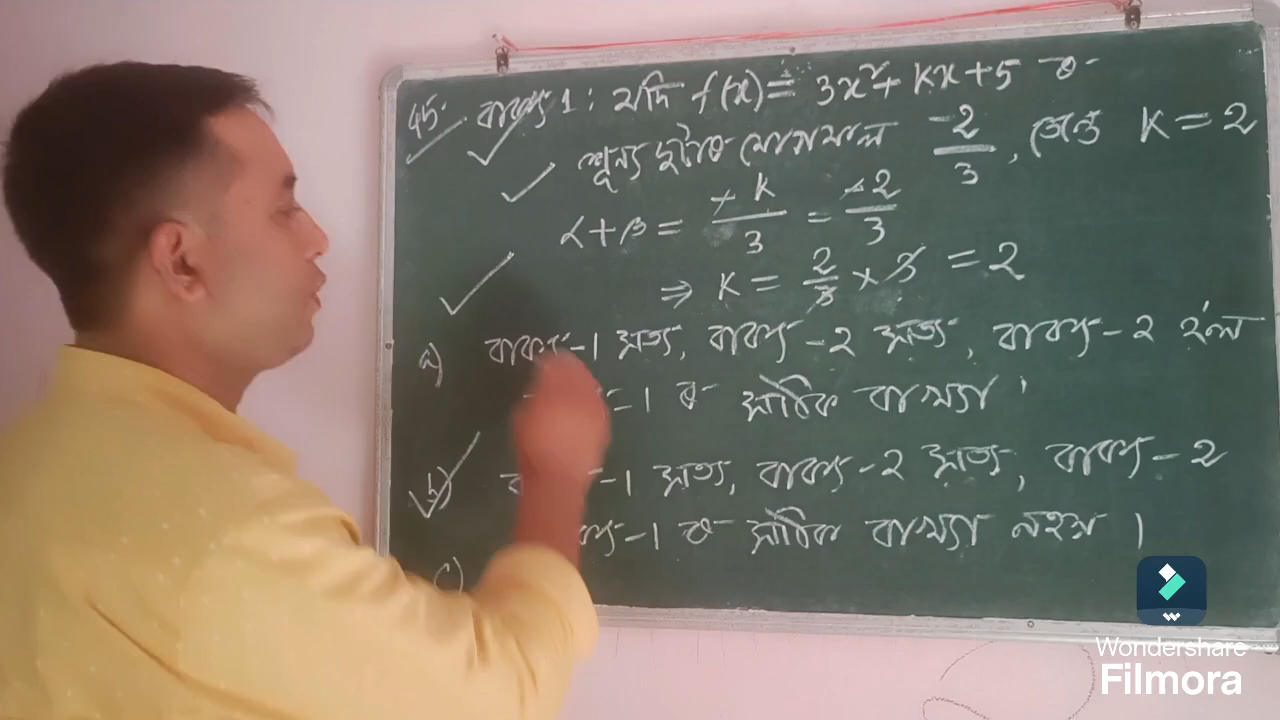 45. বাক্য 1 : যদি f(x) = 3x² + Kx + 5 ৰ
শূন্য দুটাৰ যোগফল -2/3, তেন্তে K = 2
α + β = -K/3 = -2/3
⇒ K = 2/3 × 3 = 2
a) বাক্য-1 সত্য, বাক্য-2 সত্য, বাক্য-2 হ'ল
-1 ৰ সঠিক ব্যাখ্যা ।
b) -1 সত্য, বাক্য-2 সত্য, বাক্য-2
-1 ৰ সঠিক ব্যাখ্যা নহয় ।
c)
Wondershare
Filmora